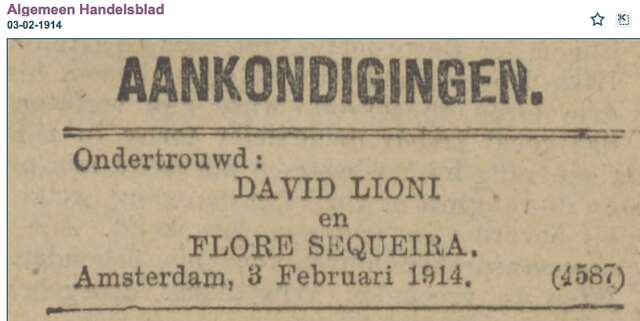 Algemeen Handelsblad
03-02-1914
AANKONDIGINGEN.
Ondertrouwd:
DAVID LIONI
en
FLORE SEQUEIRA.
Amsterdam, 3 Februari 1914. (4587)